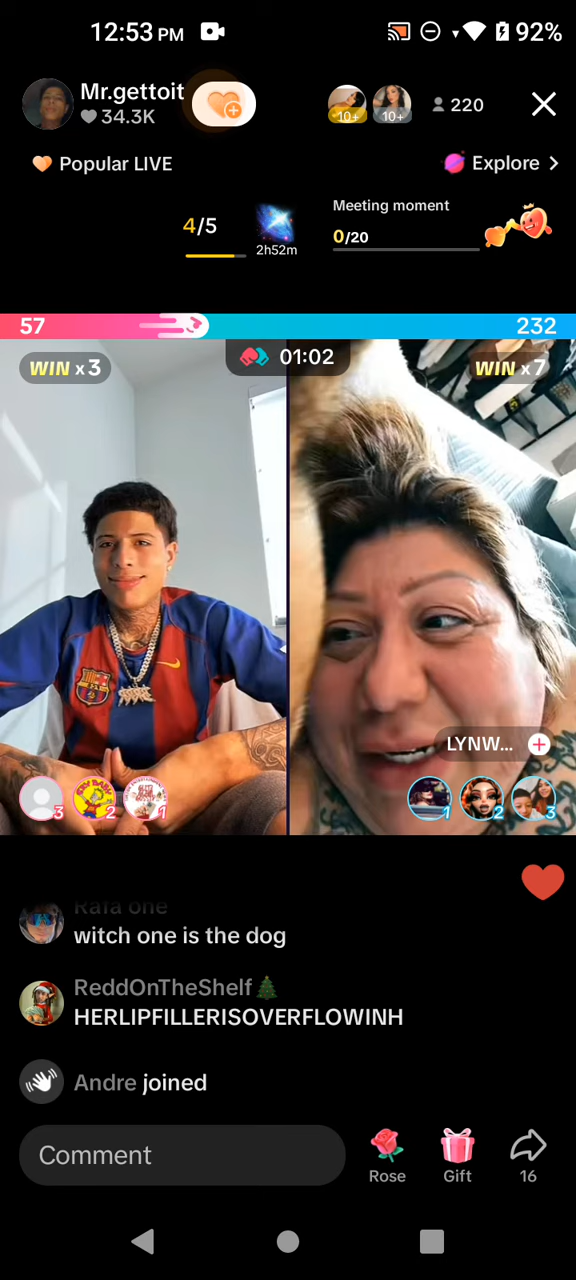 12:53 PM
92%
Mr.gettoit
34.3K
10+
10+
220
Popular LIVE
Explore >
4/5
2h52m
Meeting moment
0/20
57
232
WIN x 3
01:02
WIN x 7
LYNW...
3
2
1
1
2
3
Rafa one
witch one is the dog
ReddOnTheShelf🎄
HERLIPFILLERISOVERFLOWINH
Andre joined
Comment
Rose
Gift
16